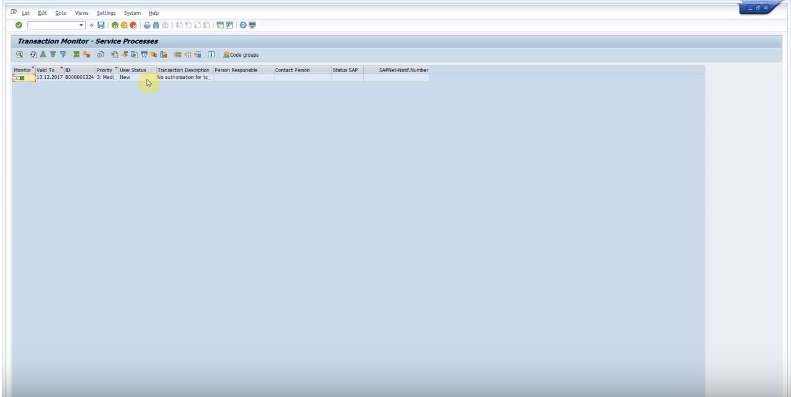 List Edit Goto Views Settings System Help
Transaction Monitor - Service Processes
Code groups
Monitor Valid To ID Priority User Status Transaction Description Person Responsible Contact Person Status SAP SAPNet-Notif.Number
13.12.2017 8000000224 2: Medi New No authorization for tc